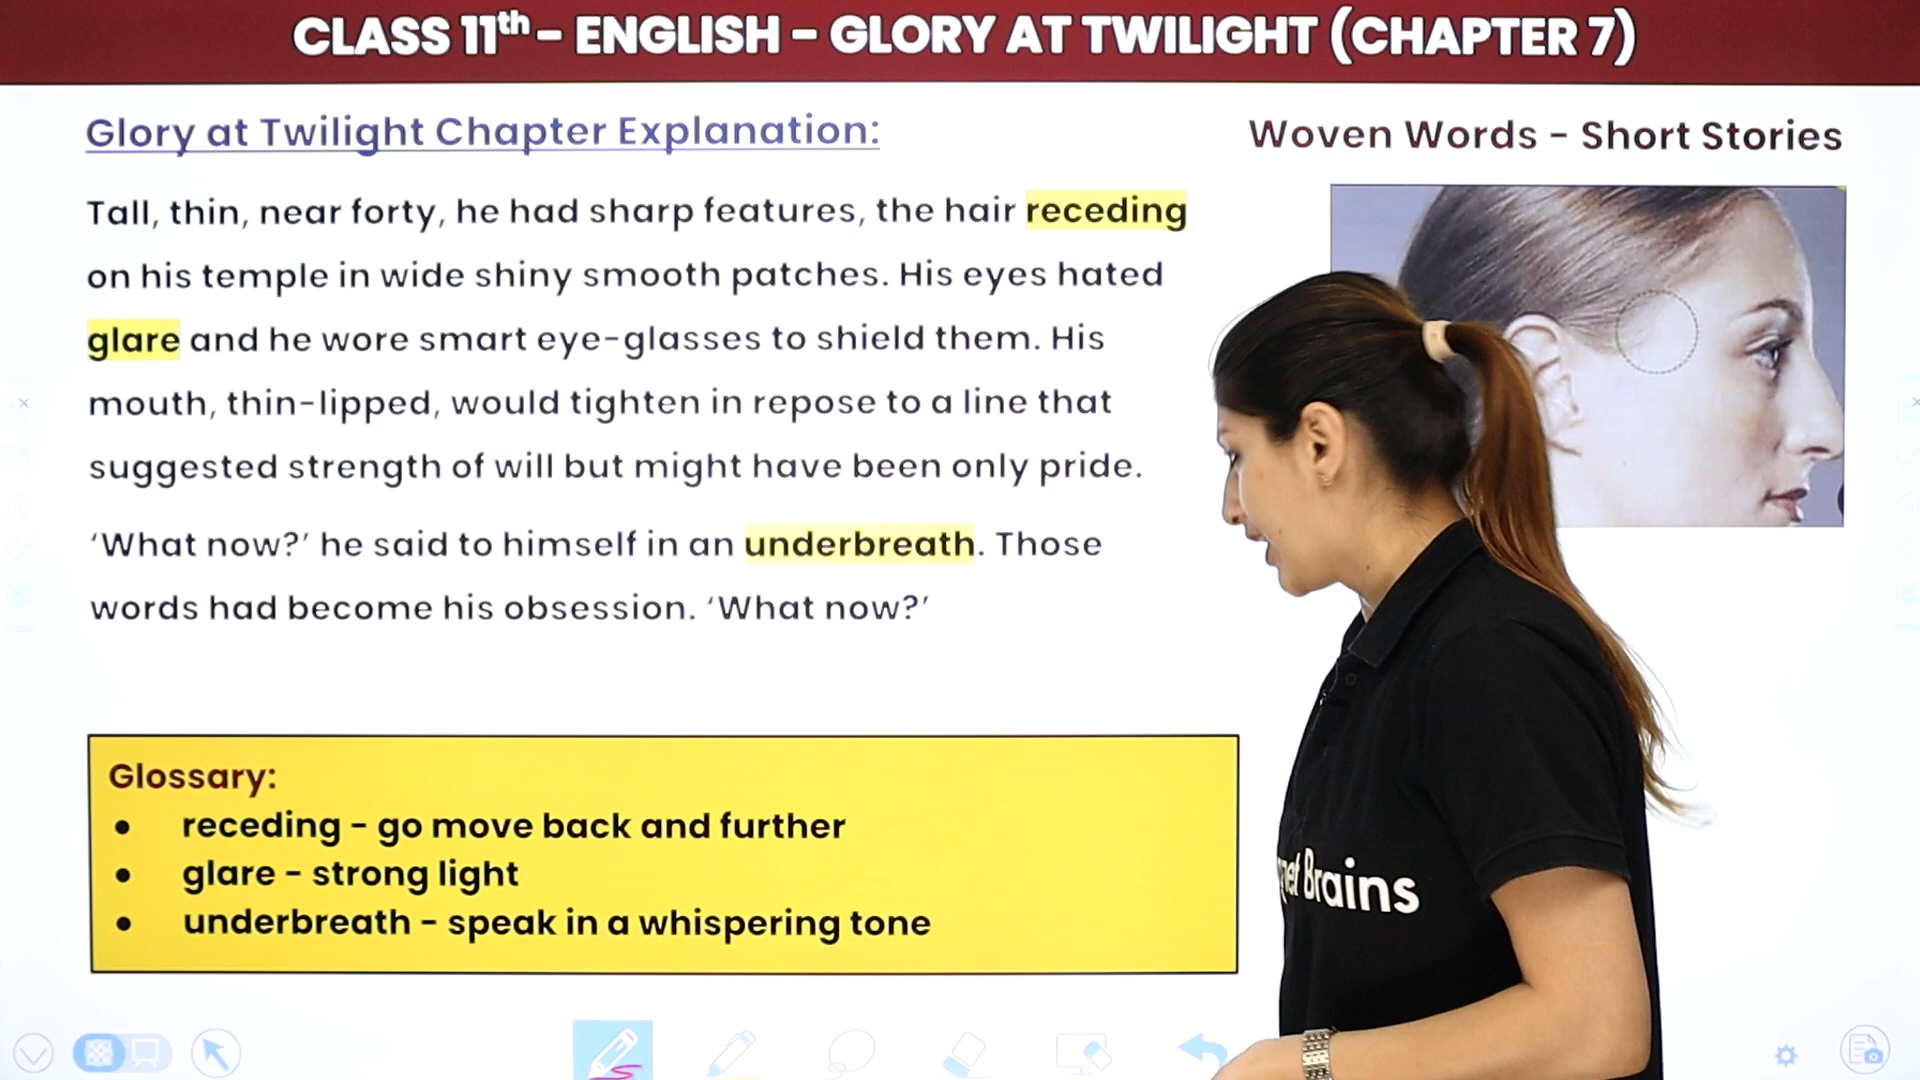 CLASS 11th - ENGLISH - GLORY AT TWILIGHT (CHAPTER 7)
Glory at Twilight Chapter Explanation:
Woven Words - Short Stories
Tall, thin, near forty, he had sharp features, the hair receding
on his temple in wide shiny smooth patches. His eyes hated
glare and he wore smart eye-glasses to shield them. His
mouth, thin-lipped, would tighten in repose to a line that
suggested strength of will but might have been only pride.
‘What now?’ he said to himself in an underbreath. Those
words had become his obsession. ‘What now?’
Glossary:
● receding - go move back and further
● glare - strong light
● underbreath - speak in a whispering tone
Brains